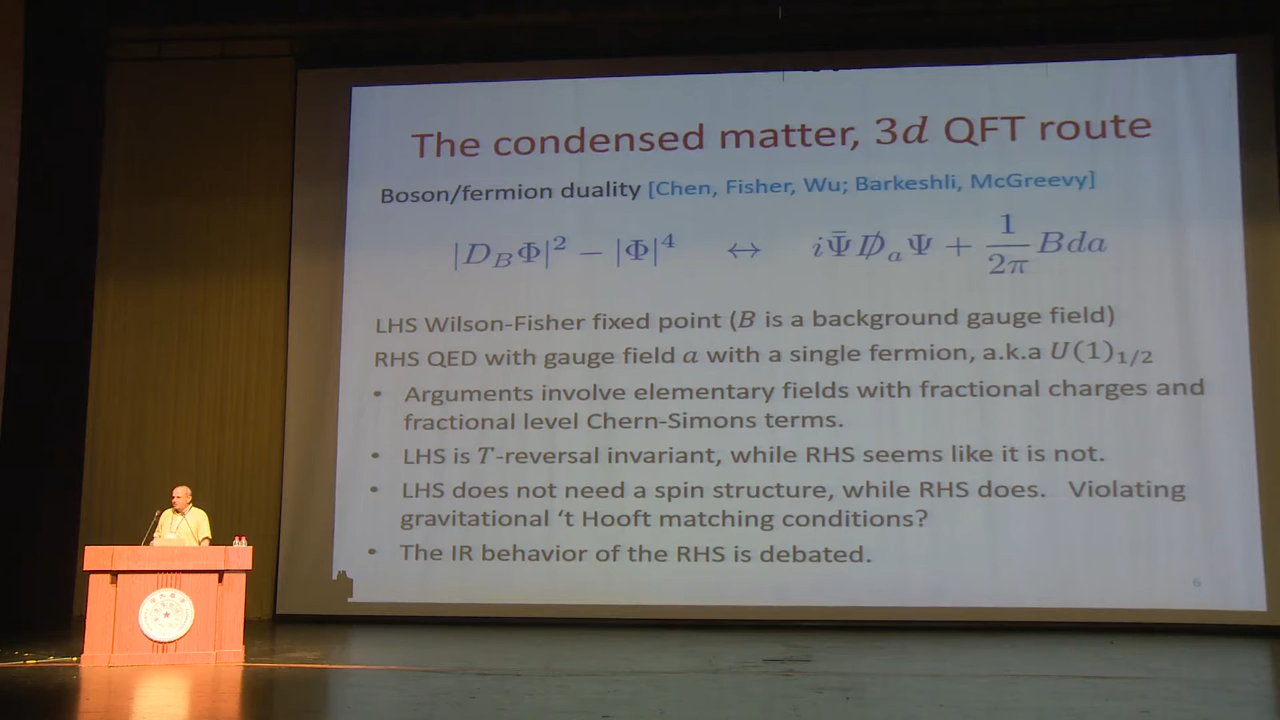 The condensed matter, 3d QFT route
Boson/fermion duality [Chen, Fisher, Wu; Barkeshli, McGreevy]
|D_BΦ|² − |Φ|⁴ ↔ iΨ̄D̸_aΨ + 1/2π Bda
LHS Wilson-Fisher fixed point (B is a background gauge field)
RHS QED with gauge field a with a single fermion, a.k.a U(1)_{1/2}
• Arguments involve elementary fields with fractional charges and
fractional level Chern-Simons terms.
• LHS is T-reversal invariant, while RHS seems like it is not.
• LHS does not need a spin structure, while RHS does. Violating
gravitational ‘t Hooft matching conditions?
• The IR behavior of the RHS is debated.
6